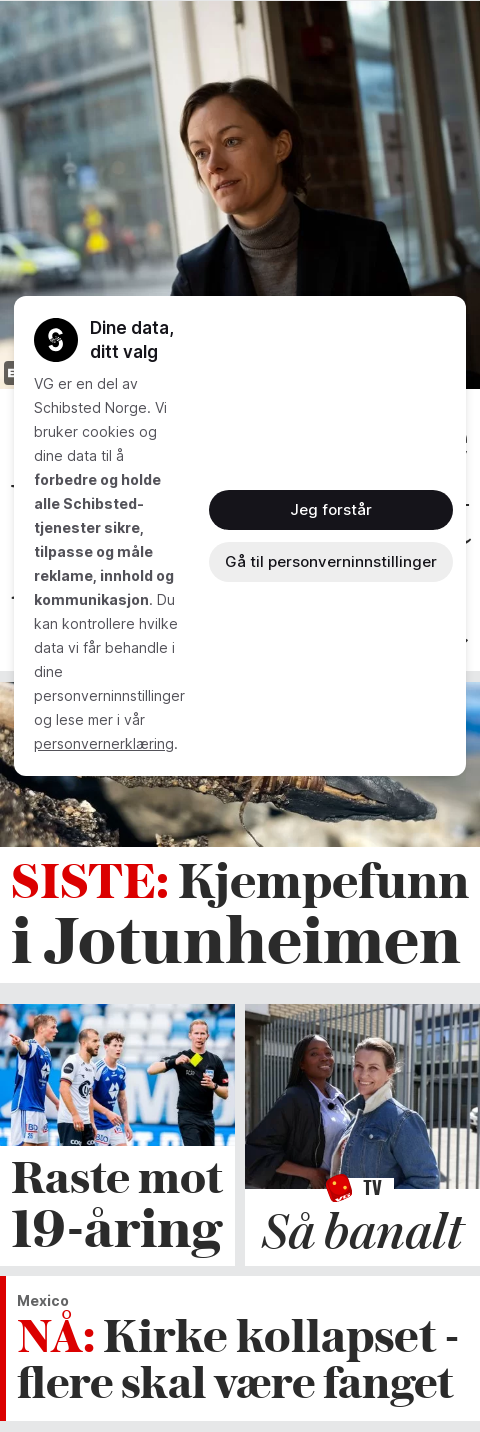 Dine data,
ditt valg
VG er en del av
Schibsted Norge. Vi
bruker cookies og
dine data til å
forbedre og holde
alle Schibsted-
tjenester sikre,
tilpasse og måle
reklame, innhold og
kommunikasjon. Du
kan kontrollere hvilke
data vi får behandle i
dine
personverninnstillinger
og lese mer i vår
personvernerklæring.
Jeg forstår
Gå til personverninnstillinger
SISTE: Kjempefunn
i Jotunheimen
Raste mot
19-åring
TV
Så banalt
Mexico
NÅ: Kirke kollapset -
flere skal være fanget